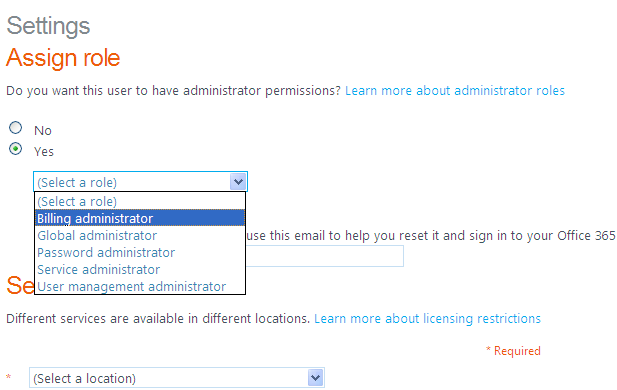 Settings
Assign role
Do you want this user to have administrator permissions? Learn more about administrator roles
No
Yes
(Select a role)
(Select a role)
Billing administrator
Global administrator
use this email to help you reset it and sign in to your Office 365
Password administrator
Service administrator
User management administrator
Se
Different services are available in different locations. Learn more about licensing restrictions
* Required
* (Select a location)